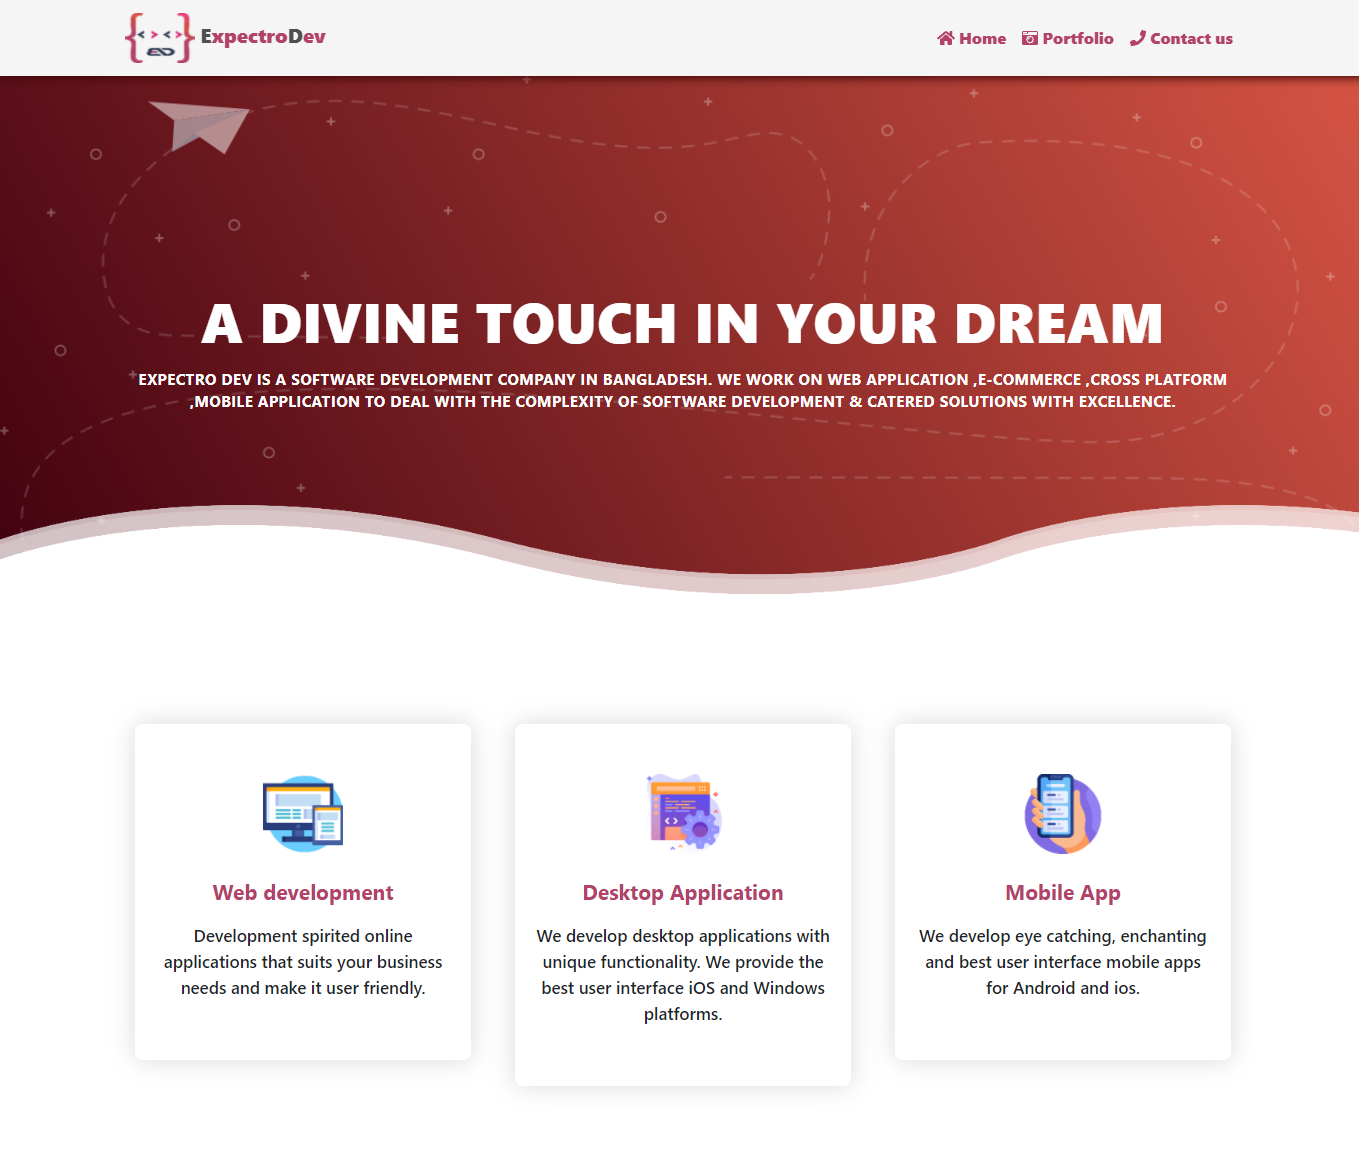 ExpectroDev
Home Portfolio Contact us
A DIVINE TOUCH IN YOUR DREAM
EXPECTRO DEV IS A SOFTWARE DEVELOPMENT COMPANY IN BANGLADESH. WE WORK ON WEB APPLICATION ,E-COMMERCE ,CROSS PLATFORM
,MOBILE APPLICATION TO DEAL WITH THE COMPLEXITY OF SOFTWARE DEVELOPMENT & CATERED SOLUTIONS WITH EXCELLENCE.
Web development
Development spirited online
applications that suits your business
needs and make it user friendly.
Desktop Application
We develop desktop applications with
unique functionality. We provide the
best user interface iOS and Windows
platforms.
Mobile App
We develop eye catching, enchanting
and best user interface mobile apps
for Android and ios.